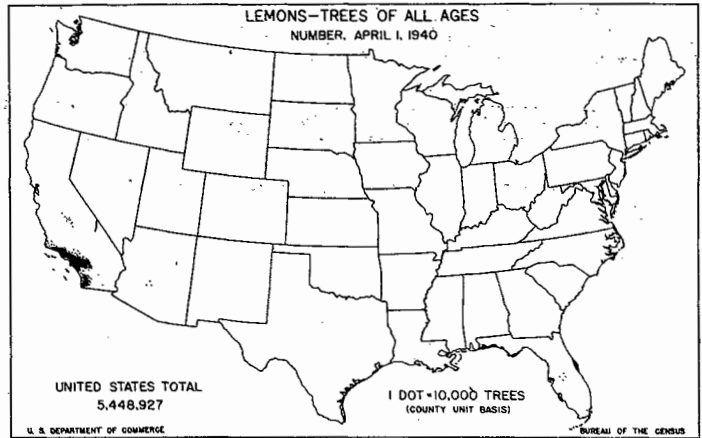 LEMONS-TREES OF ALL AGES
NUMBER, APRIL 1, 1940
UNITED STATES TOTAL
5,448,927
1 DOT=10,000 TREES
(COUNTY UNIT BASIS)
U. S. DEPARTMENT OF COMMERCE
BUREAU OF THE CENSUS